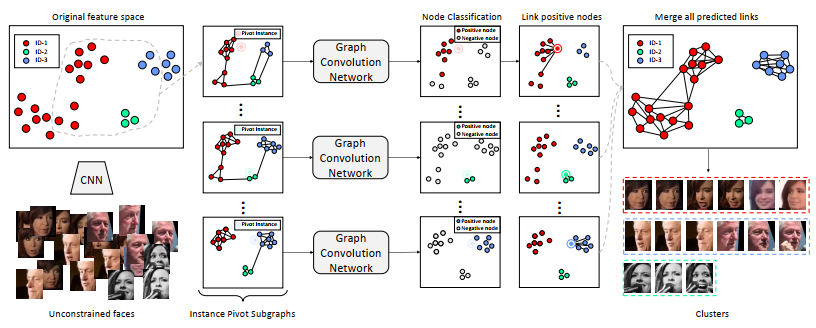 Original feature space
ID-1
ID-2
ID-3
CNN
Unconstrained faces
Pivot Instance
Pivot Instance
Pivot Instance
Instance Pivot Subgraphs
Graph
Convolution
Network
Graph
Convolution
Network
Graph
Convolution
Network
Node Classification
Positive node
Negative node
Positive node
Negative node
Positive node
Negative node
Link positive nodes
Merge all predicted links
ID-1
ID-2
ID-3
Clusters